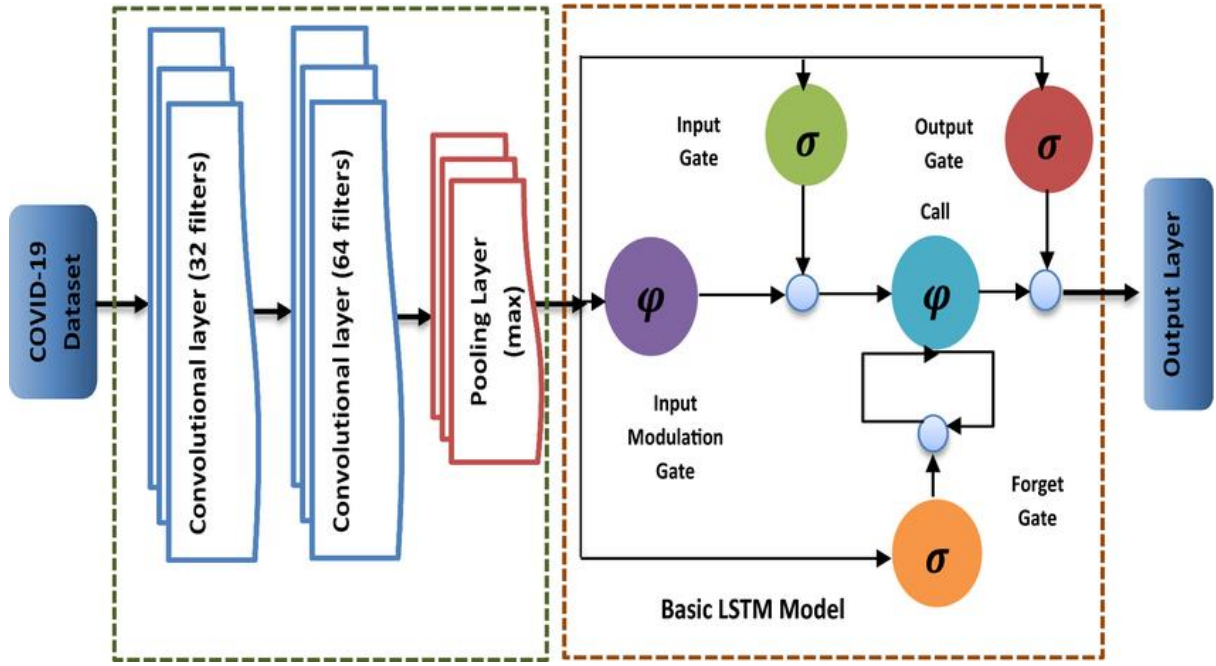 COVID-19
Dataset
Convolutional layer (32 filters)
Convolutional layer (64 filters)
Pooling Layer
(max)
Input
Gate
σ
Output
Gate
σ
Call
φ
φ
Input
Modulation
Gate
Forget
Gate
σ
Basic LSTM Model
Output Layer